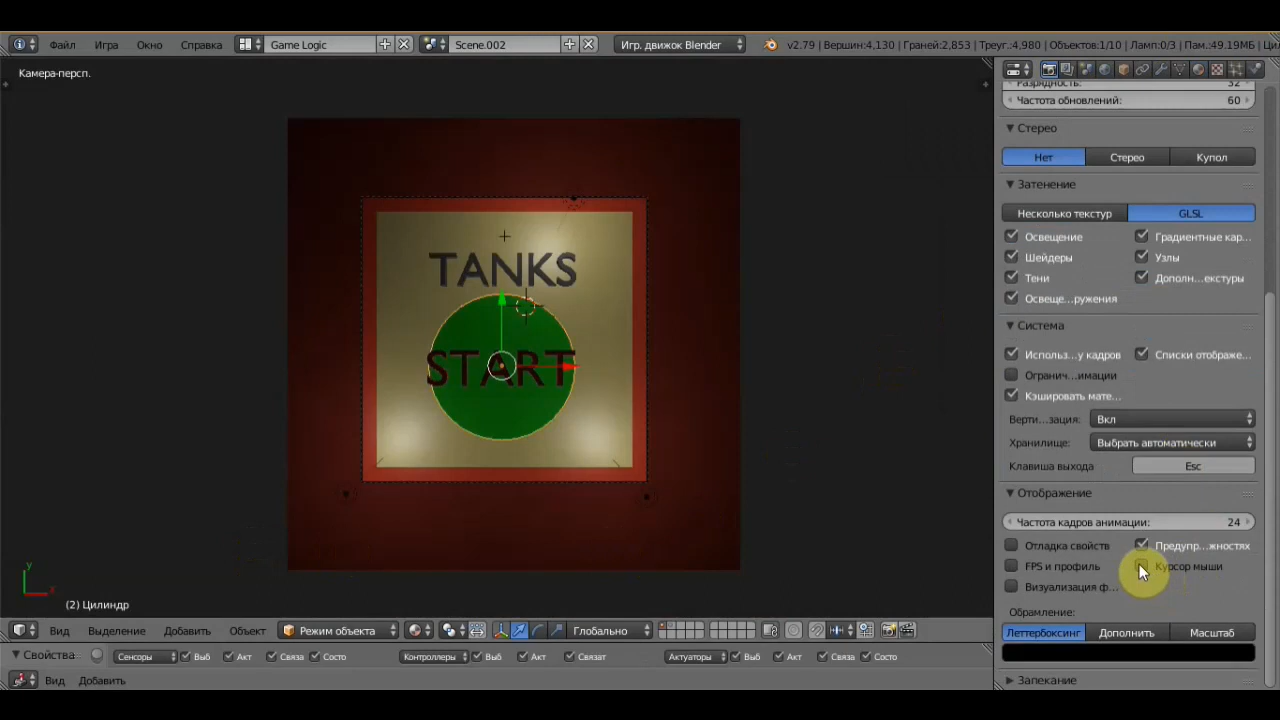 Файл Игра Окно Справка Game Logic Scene.002 Игр. движок Blender v2.79 | Вершин:4,130 | Граней:2,853 | Треуг.:4,980 | Объектов:1/10 | Ламп:0/3 | Пам.:49.19МБ | Ци
Камера-персп.
TANKS
START
y
x
(2) Цилиндр
Разрядность: 32
Частота обновлений: 60
Стерео
Нет Стерео Купол
Затенение
Несколько текстур GLSL
Освещение Градиентные кар...
Шейдеры Узлы
Тени Дополн...екстуры
Освеще...ружения
Система
Использ...у кадров Списки отображе...
Огранич...имации
Кэшировать мате...
Верти...зация: Вкл
Хранилище: Выбрать автоматически
Клавиша выхода Esc
Отображение
Частота кадров анимации: 24
Отладка свойств Предупр...жностях
FPS и профиль Курсор мыши
Визуализация ф...
Обрамление:
Леттербоксинг Дополнить Масштаб
Запекание
Вид Выделение Добавить Объект Режим объекта Глобально
Свойства Сенсоры Выб Акт Связа Состо Контроллеры Выб Акт Связат Актуаторы Выб Акт Связа Состо
Вид Добавить